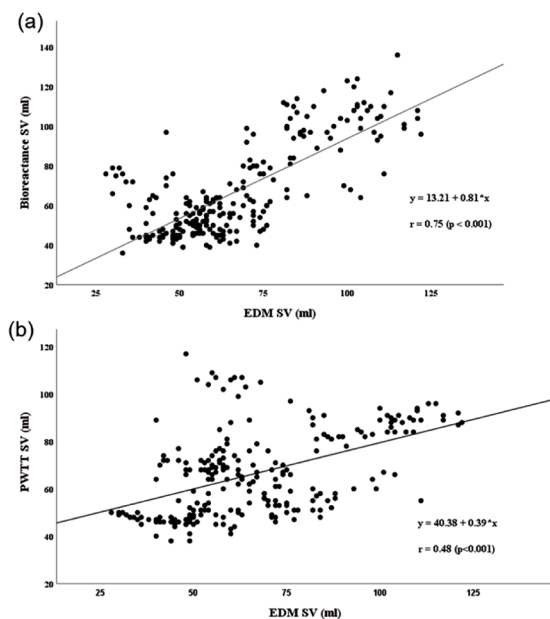 (a)
140
120
100
80
60
40
20
Bioreactance SV (ml)
y = 13.21 + 0.81*x
r = 0.75 (p < 0.001)
25
50
75
100
125
EDM SV (ml)
(b)
120
100
80
60
40
20
PWTT SV (ml)
y = 40.38 + 0.39*x
r = 0.48 (p<0.001)
25
50
75
100
125
EDM SV (ml)